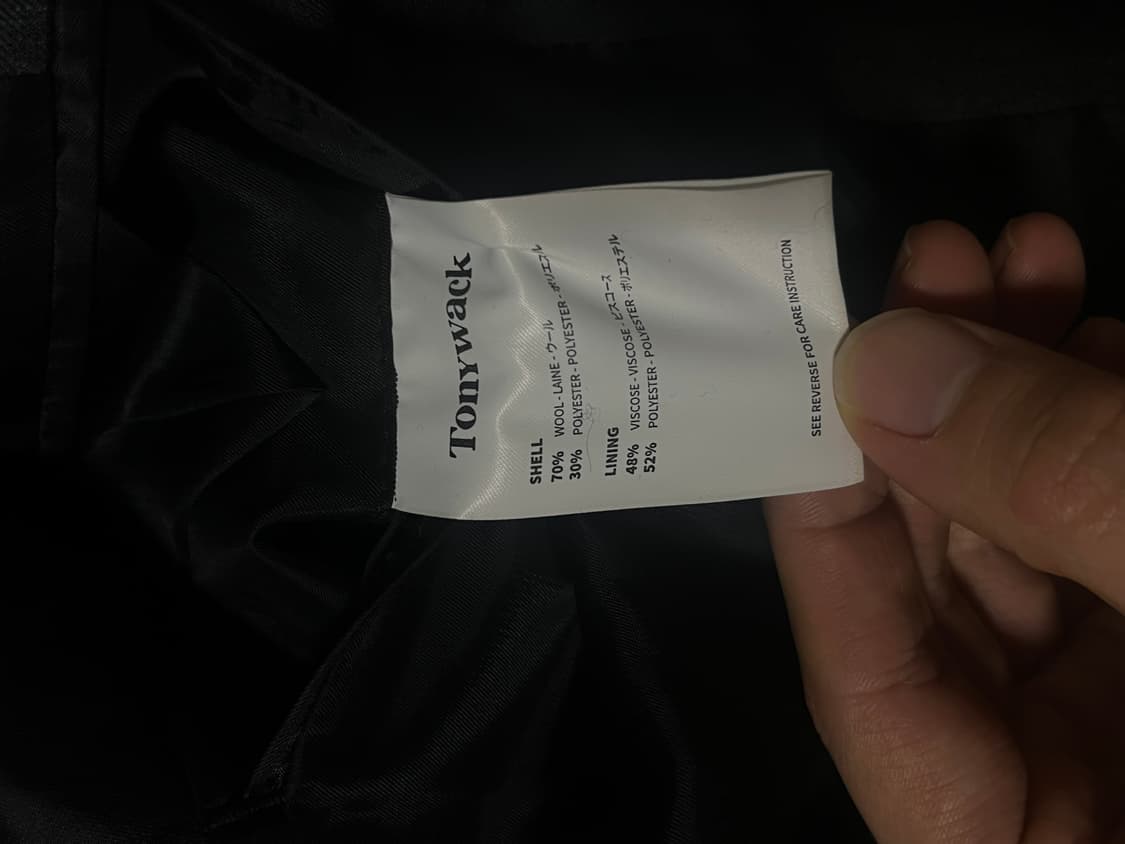 Tonywack
SHELL
70% WOOL - LAINE - ウール
30% POLYESTER - POLYESTER - ポリエステル
LINING
48% VISCOSE - VISCOSE - ビスコース
52% POLYESTER - POLYESTER - ポリエステル
SEE REVERSE FOR CARE INSTRUCTION